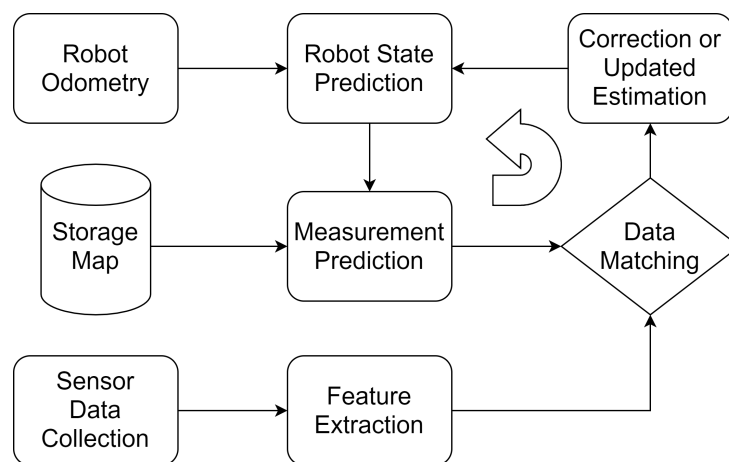 Robot
Odometry
Robot State
Prediction
Correction or
Updated
Estimation
Storage
Map
Measurement
Prediction
Data
Matching
Sensor
Data
Collection
Feature
Extraction